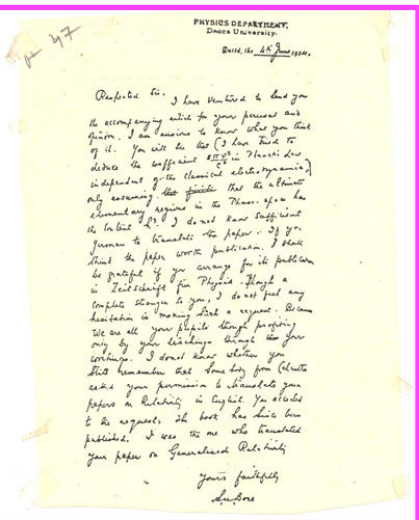 PHYSICS DEPARTMENT,
Dacca University.
Dated, the 4th June 1924.
Respected Sir, I have ventured to send you
the accompanying article for your perusal and
opinion. I am anxious to know what you think
of it. You will see that I have tried to
deduce the coefficient 8πν²/c³ in Planck's Law
independent of the classical electrodynamics,
only assuming that the ultimate
elementary regions in the Phase-space has
the content h³. I do not know sufficient
German to translate the paper. If you
think the paper worth publication, I shall
be grateful if you arrange for its publication
in Zeitschrift für Physik. Though a
complete stranger to you, I do not feel any
hesitation in making such a request. Because
we are all your pupils though profiting
only by your teachings through your
writings. I donot know whether you
still remember that somebody from Calcutta
asked your permission to translate your
papers on Relativity in English. You acceded
to the request. The book has since been
published. I was the one who translated
your paper on Generalised Relativity.
Yours faithfully
S.N. Bose